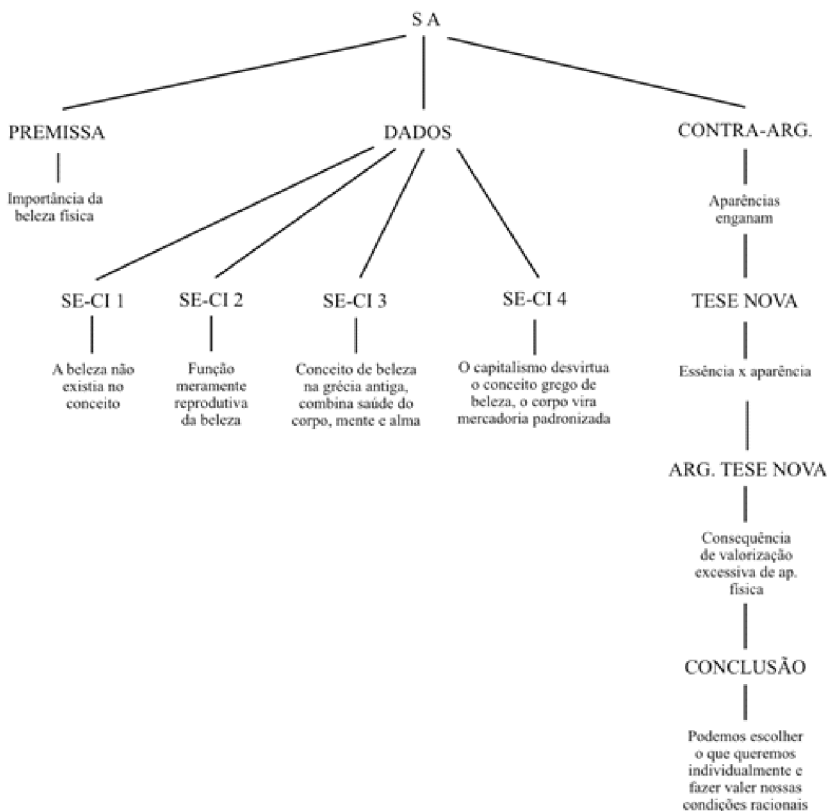 S A
PREMISSA
DADOS
CONTRA-ARG.
Importância da
beleza física
Aparências
enganam
SE-CI 1
SE-CI 2
SE-CI 3
SE-CI 4
TESE NOVA
A beleza não
existia no
conceito
Função
meramente
reprodutiva
da beleza
Conceito de beleza
na grécia antiga,
combina saúde do
corpo, mente e alma
O capitalismo desvirtua
o conceito grego de
beleza, o corpo vira
mercadoria padronizada
Essência x aparência
ARG. TESE NOVA
Consequência
de valorização
excessiva de ap.
física
CONCLUSÃO
Podemos escolher
o que queremos
individualmente e
fazer valer nossas
condições racionais